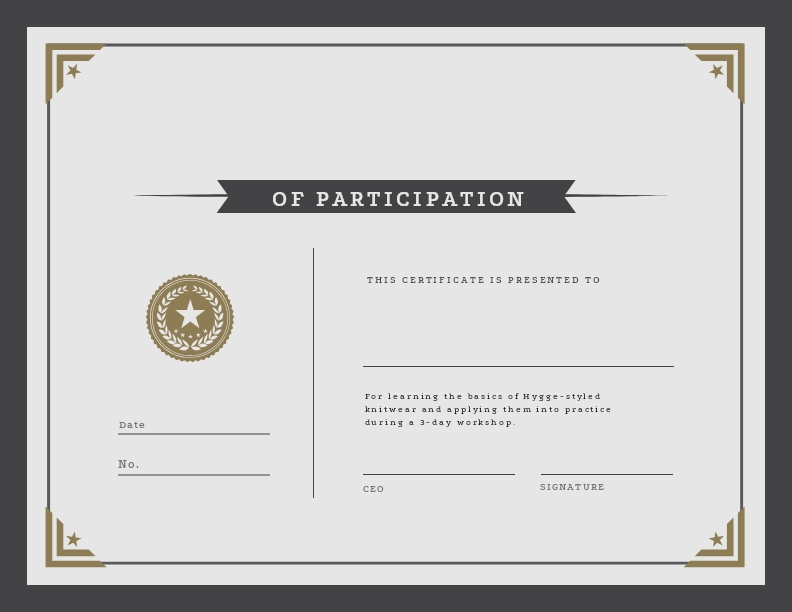 OF PARTICIPATION
THIS CERTIFICATE IS PRESENTED TO
For learning the basics of Hygge-styled
knitwear and applying them into practice
during a 3-day workshop.
Date
No.
CEO
SIGNATURE